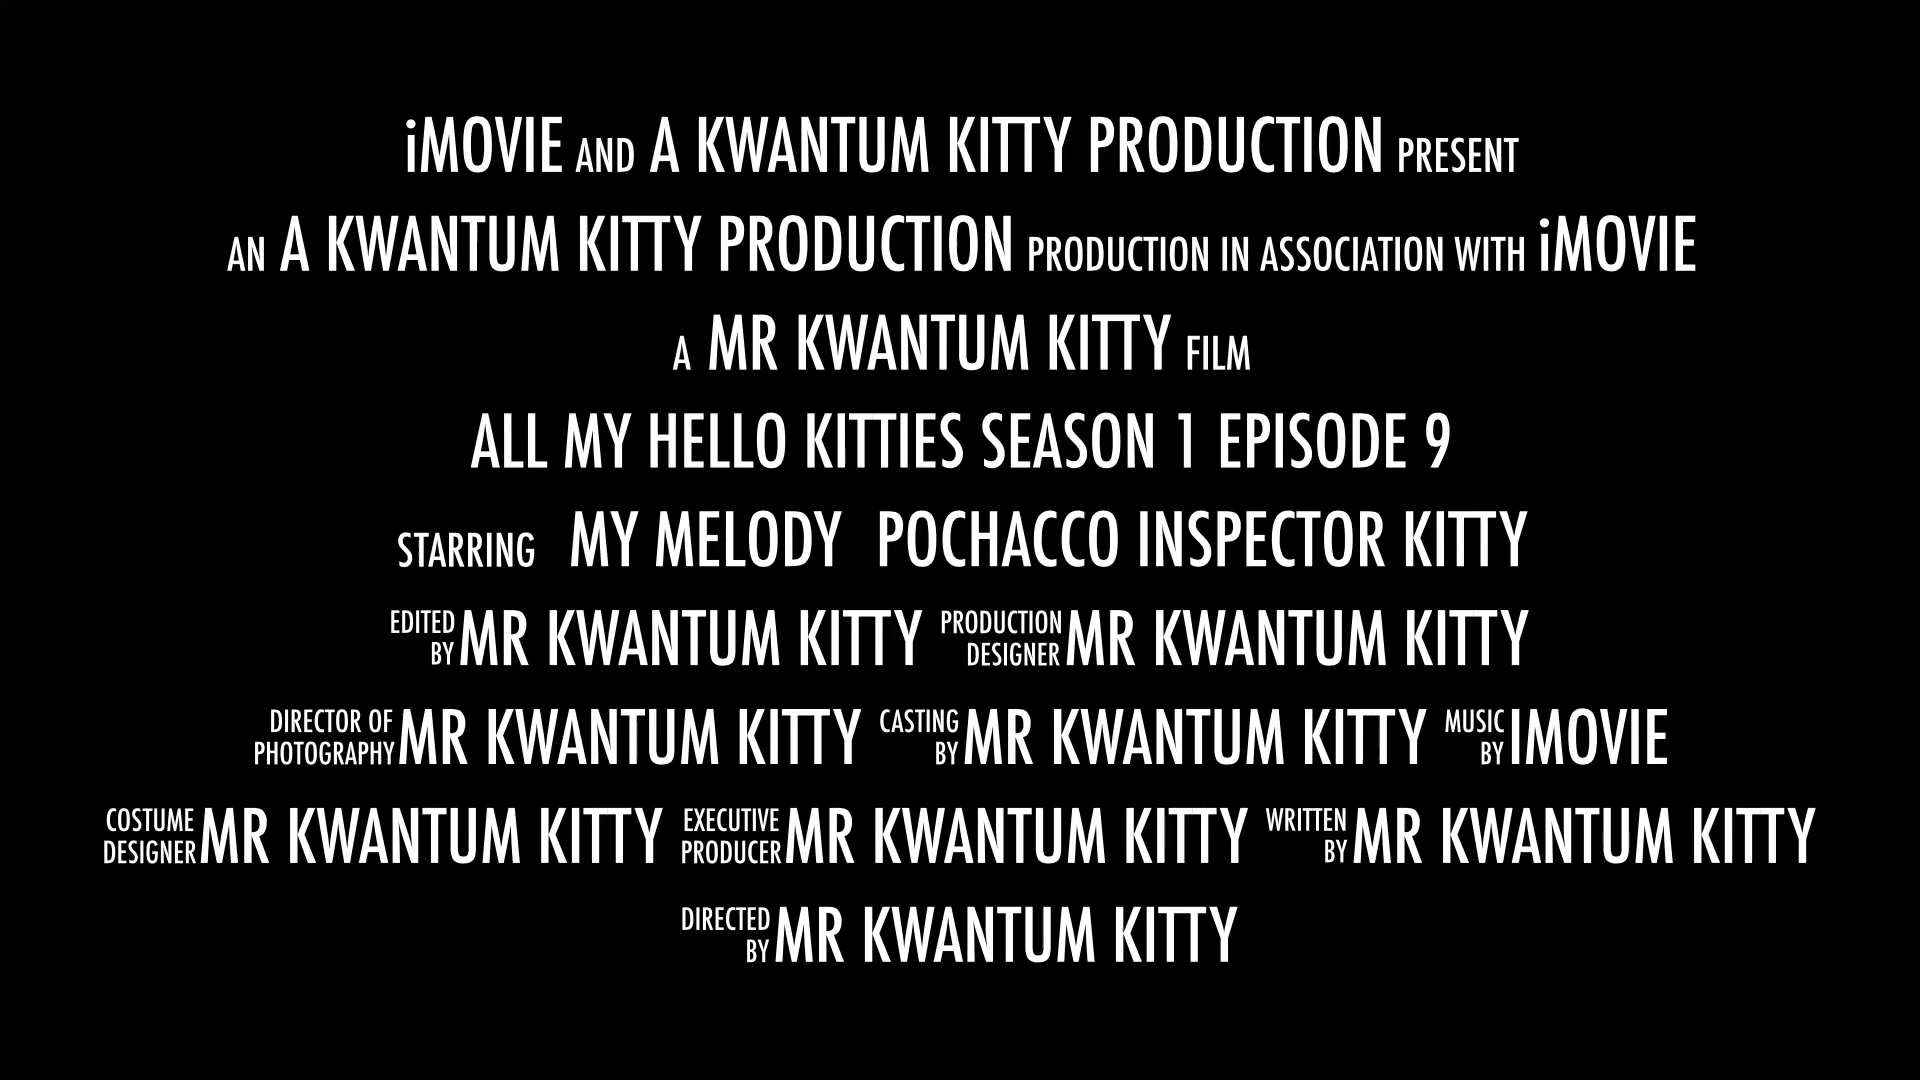 iMOVIE AND A KWANTUM KITTY PRODUCTION PRESENT
AN A KWANTUM KITTY PRODUCTION PRODUCTION IN ASSOCIATION WITH iMOVIE
A MR KWANTUM KITTY FILM
ALL MY HELLO KITTIES SEASON 1 EPISODE 9
STARRING MY MELODY POCHACCO INSPECTOR KITTY
EDITED BY MR KWANTUM KITTY PRODUCTION DESIGNER MR KWANTUM KITTY
DIRECTOR OF PHOTOGRAPHY MR KWANTUM KITTY CASTING BY MR KWANTUM KITTY MUSIC BY IMOVIE
COSTUME DESIGNER MR KWANTUM KITTY EXECUTIVE PRODUCER MR KWANTUM KITTY WRITTEN BY MR KWANTUM KITTY
DIRECTED BY MR KWANTUM KITTY